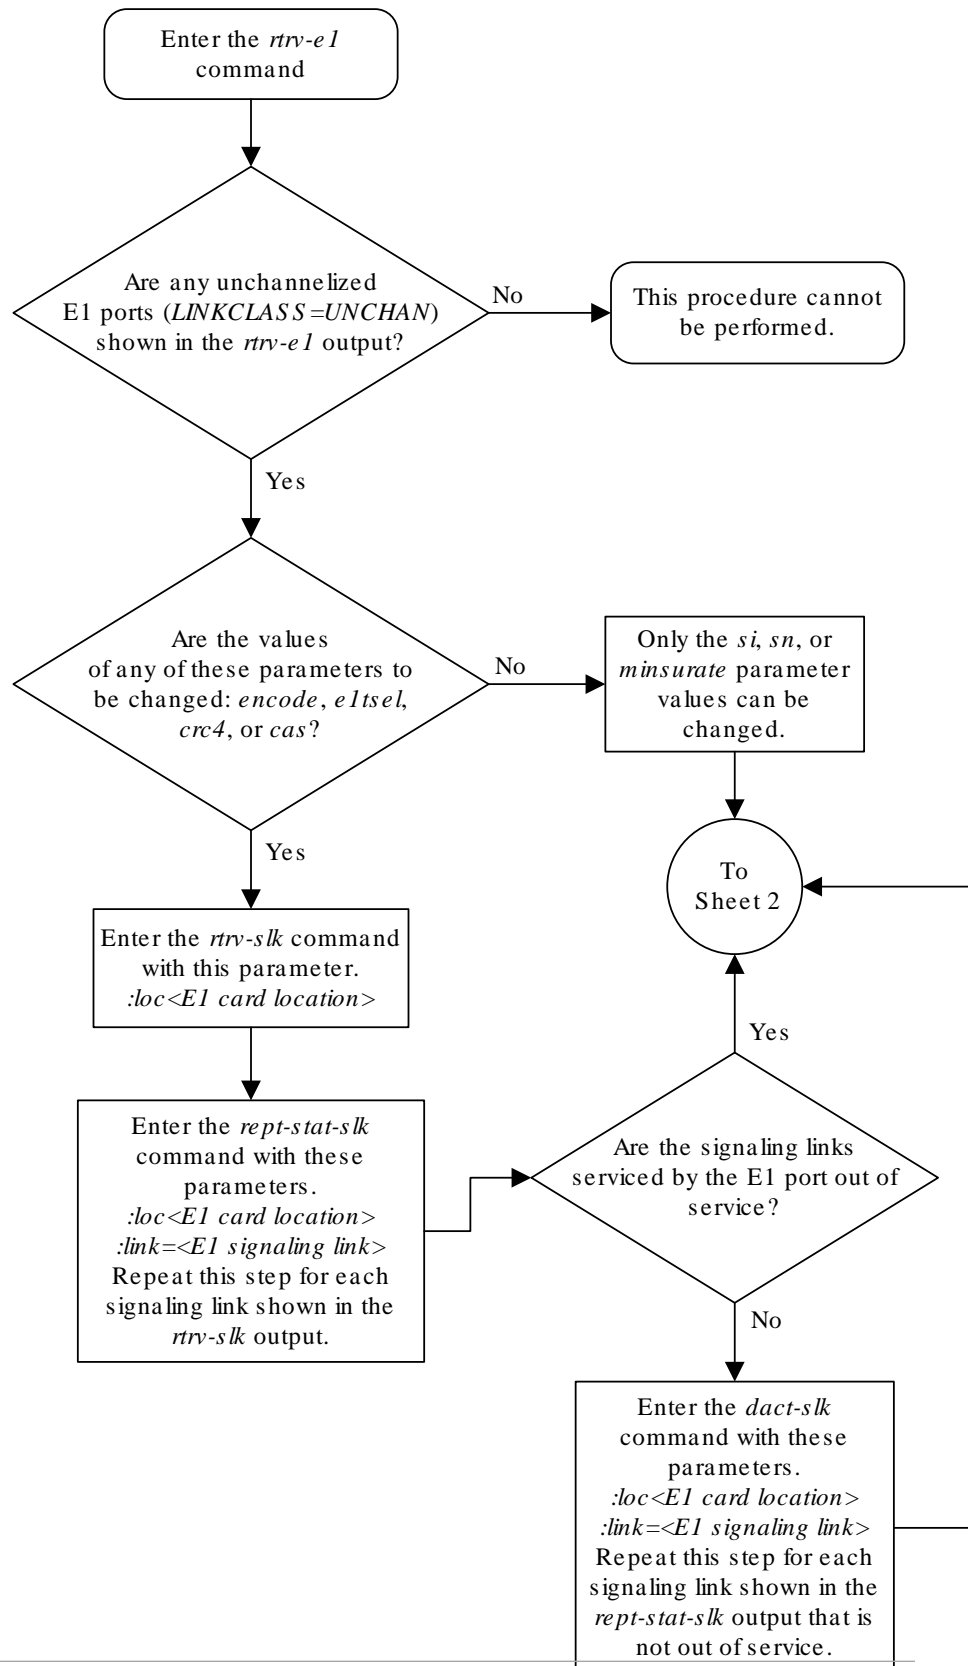 Enter the rtrv-e1
command
Are any unchannelized
E1 ports (LINKCLASS=UNCHAN)
shown in the rtrv-e1 output?
No
This procedure cannot
be performed.
Yes
Are the values
of any of these parameters to
be changed: encode, e1tsel,
crc4, or cas?
No
Only the si, sn, or
minsurate parameter
values can be
changed.
Yes
To
Sheet 2
Enter the rtrv-slk command
with this parameter.
:loc<E1 card location>
Yes
Enter the rept-stat-slk
command with these
parameters.
:loc<E1 card location>
:link=<E1 signaling link>
Repeat this step for each
signaling link shown in the
rtrv-slk output.
Are the signaling links
serviced by the E1 port out of
service?
No
Enter the dact-slk
command with these
parameters.
:loc<E1 card location>
:link=<E1 signaling link>
Repeat this step for each
signaling link shown in the
rept-stat-slk output that is
not out of service.